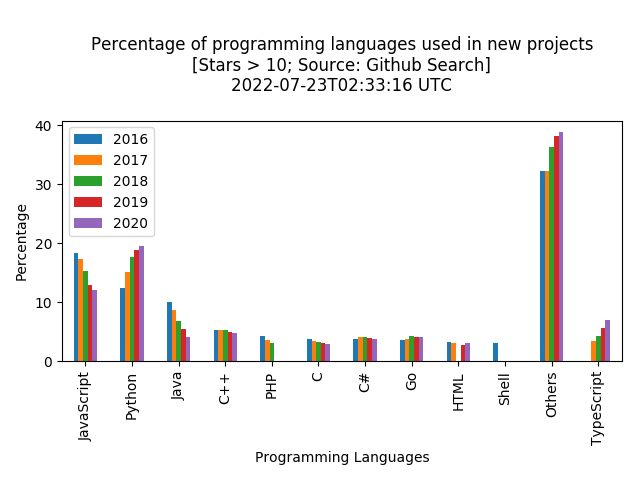 Percentage of programming languages used in new projects
[Stars > 10; Source: Github Search]
2022-07-23T02:33:16 UTC
40
30
20
10
0
Percentage
2016
2017
2018
2019
2020
JavaScript
Python
Java
C++
PHP
C
C#
Go
HTML
Shell
Others
TypeScript
Programming Languages